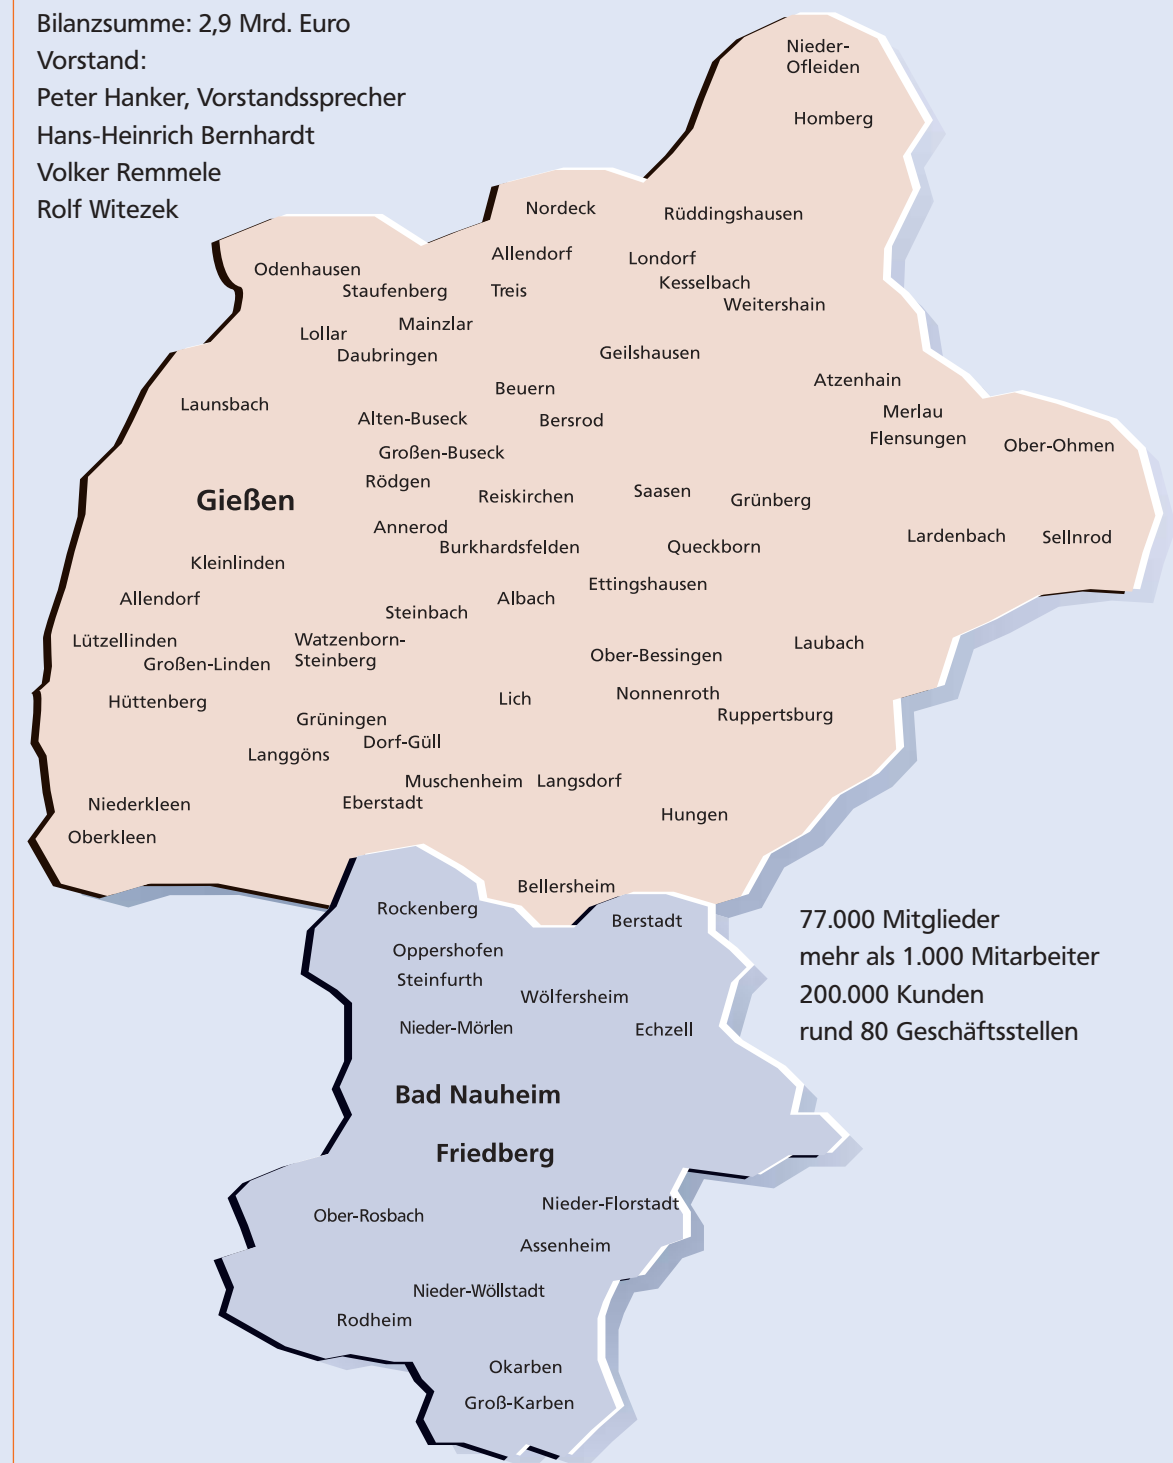 Bilanzsumme: 2,9 Mrd. Euro
Vorstand:
Peter Hanker, Vorstandssprecher
Hans-Heinrich Bernhardt
Volker Remmele
Rolf Witezek
Nieder-
Ofleiden
Homberg
Nordeck
Rüddingshausen
Allendorf
Londorf
Odenhausen
Kesselbach
Staufenberg
Treis
Weitershain
Mainzlar
Lollar
Daubringen
Geilshausen
Atzenhain
Beuern
Launsbach
Merlau
Alten-Buseck
Bersrod
Flensungen
Ober-Ohmen
Großen-Buseck
Rödgen
Gießen
Reiskirchen
Saasen
Grünberg
Annerod
Burkhardsfelden
Queckborn
Lardenbach
Sellnrod
Kleinlinden
Ettingshausen
Allendorf
Albach
Steinbach
Lützellinden
Watzenborn-
Steinberg
Laubach
Großen-Linden
Ober-Bessingen
Hüttenberg
Lich
Nonnenroth
Grüningen
Ruppertsburg
Dorf-Güll
Langgöns
Muschenheim
Langsdorf
Niederkleen
Eberstadt
Hungen
Oberkleen
Bellersheim
Rockenberg
Berstadt
77.000 Mitglieder
mehr als 1.000 Mitarbeiter
200.000 Kunden
rund 80 Geschäftsstellen
Oppershofen
Steinfurth
Wölfersheim
Nieder-Mörlen
Echzell
Bad Nauheim
Friedberg
Nieder-Florstadt
Ober-Rosbach
Assenheim
Nieder-Wöllstadt
Rodheim
Okarben
Groß-Karben